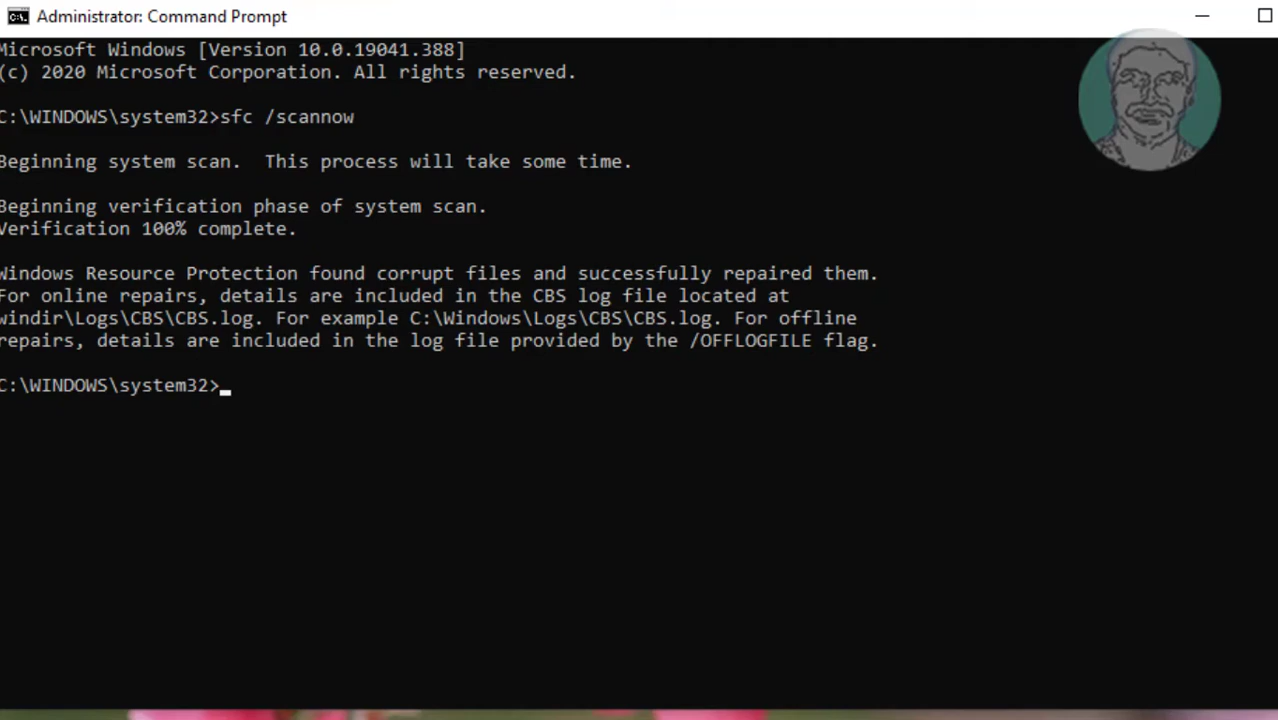 Administrator: Command Prompt
Microsoft Windows [Version 10.0.19041.388]
(c) 2020 Microsoft Corporation. All rights reserved.
C:\WINDOWS\system32>sfc /scannow
Beginning system scan.  This process will take some time.
Beginning verification phase of system scan.
Verification 100% complete.
Windows Resource Protection found corrupt files and successfully repaired them.
For online repairs, details are included in the CBS log file located at
windir\Logs\CBS\CBS.log. For example C:\Windows\Logs\CBS\CBS.log. For offline
repairs, details are included in the log file provided by the /OFFLOGFILE flag.
C:\WINDOWS\system32>